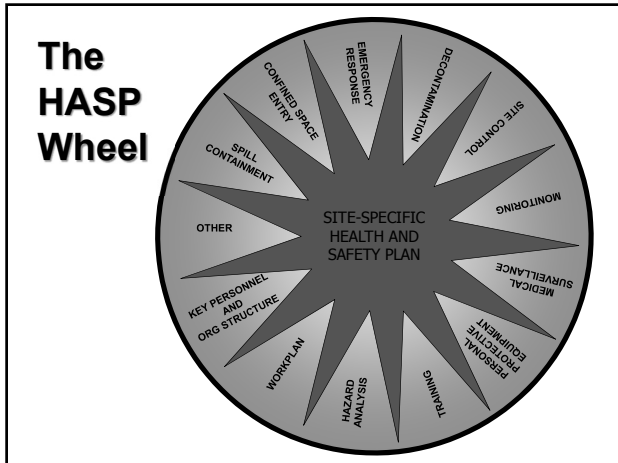 The
HASP
Wheel
EMERGENCY
RESPONSE
DECONTAMINATION
SITE CONTROL
MONITORING
MEDICAL
SURVEILLANCE
PERSONAL
PROTECTIVE
EQUIPMENT
TRAINING
HAZARD
ANALYSIS
WORKPLAN
KEY PERSONNEL
AND
ORG STRUCTURE
OTHER
SPILL
CONTAINMENT
CONFINED SPACE
ENTRY
SITE-SPECIFIC
HEALTH AND
SAFETY PLAN